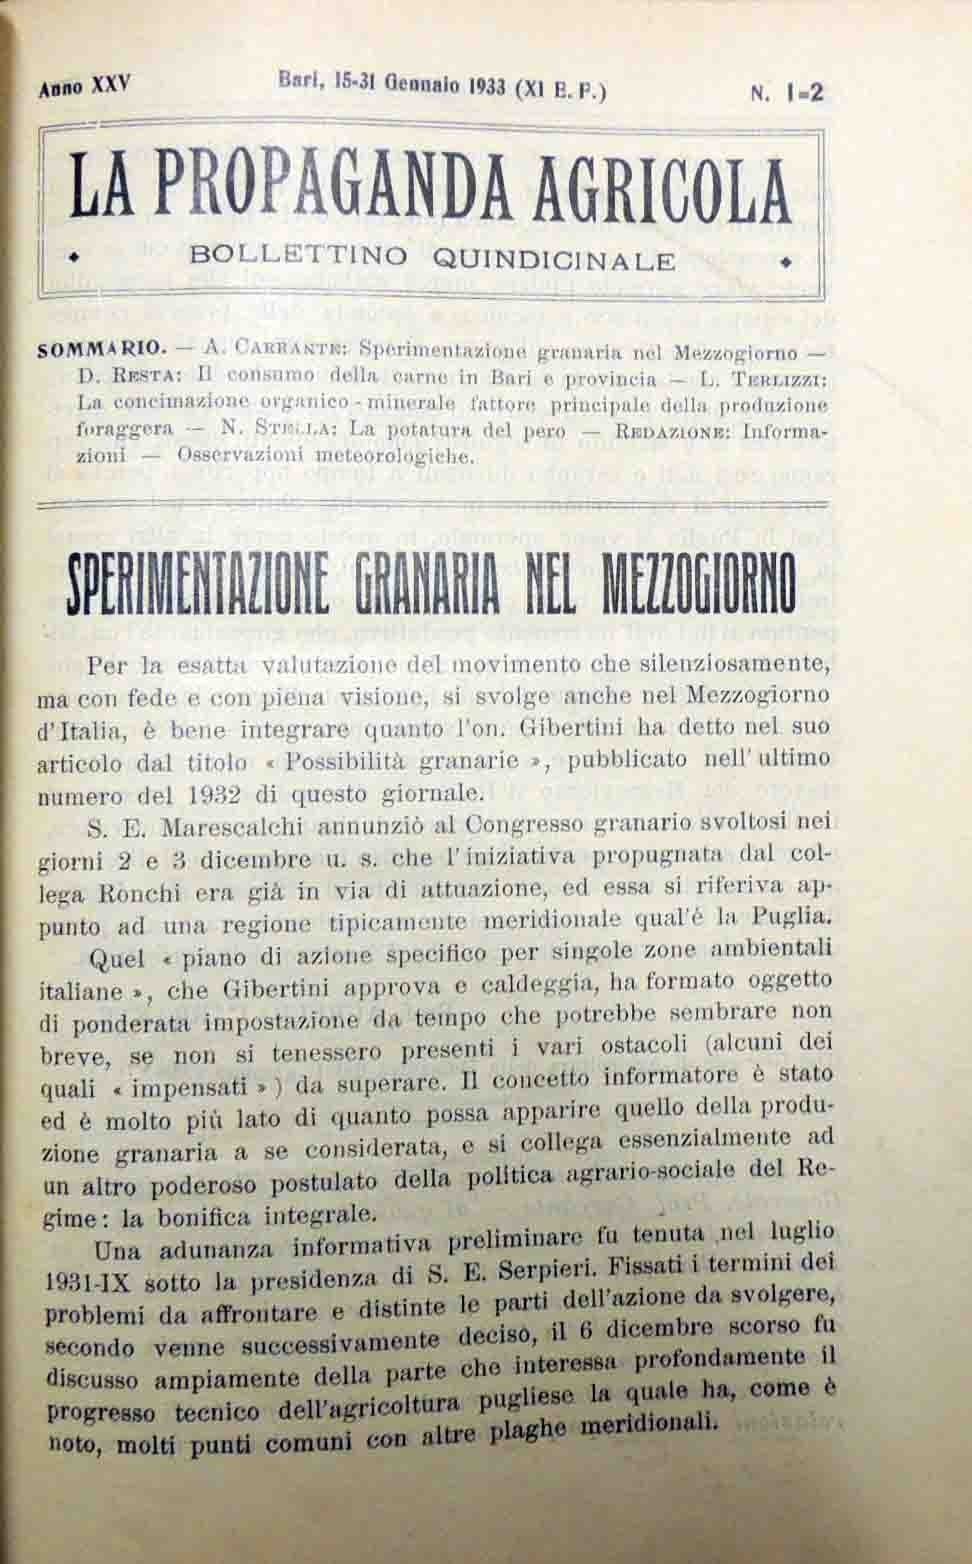 Anno XXV
Bari, 15-31 Gennaio 1933 (XI E. F.)
N. 1=2
LA PROPAGANDA AGRICOLA
BOLLETTINO QUINDICINALE
SOMMARIO. — A. CARRANTE: Sperimentazione granaria nel Mezzogiorno —
D. RESTA: Il consumo della carne in Bari e provincia — L. TERLIZZI:
La concimazione organico-minerale fattore principale della produzione
foraggera — N. STELLA: La potatura del pero — REDAZIONE: Informa-
zioni — Osservazioni meteorologiche.
SPERIMENTAZIONE GRANARIA NEL MEZZOGIORNO
Per la esatta valutazione del movimento che silenziosamente,
ma con fede e con piena visione, si svolge anche nel Mezzogiorno
d'Italia, è bene integrare quanto l'on. Gibertini ha detto nel suo
articolo dal titolo « Possibilità granarie », pubblicato nell'ultimo
numero del 1932 di questo giornale.
S. E. Marescalchi annunziò al Congresso granario svoltosi nei
giorni 2 e 3 dicembre u. s. che l'iniziativa propugnata dal col-
lega Ronchi era già in via di attuazione, ed essa si riferiva ap-
punto ad una regione tipicamente meridionale qual'è la Puglia.
Quel « piano di azione specifico per singole zone ambientali
italiane », che Gibertini approva e caldeggia, ha formato oggetto
di ponderata impostazione da tempo che potrebbe sembrare non
breve, se non si tenessero presenti i vari ostacoli (alcuni dei
quali « impensati » ) da superare. Il concetto informatore è stato
ed è molto più lato di quanto possa apparire quello della produ-
zione granaria a se considerata, e si collega essenzialmente ad
un altro poderoso postulato della politica agrario-sociale del Re-
gime: la bonifica integrale.
Una adunanza informativa preliminare fu tenuta nel luglio
1931-IX sotto la presidenza di S. E. Serpieri. Fissati i termini dei
problemi da affrontare e distinte le parti dell'azione da svolgere,
secondo venne successivamente deciso, il 6 dicembre scorso fu
discusso ampiamente della parte che interessa profondamente il
progresso tecnico dell'agricoltura pugliese la quale ha, come è
noto, molti punti comuni con altre plaghe meridionali.